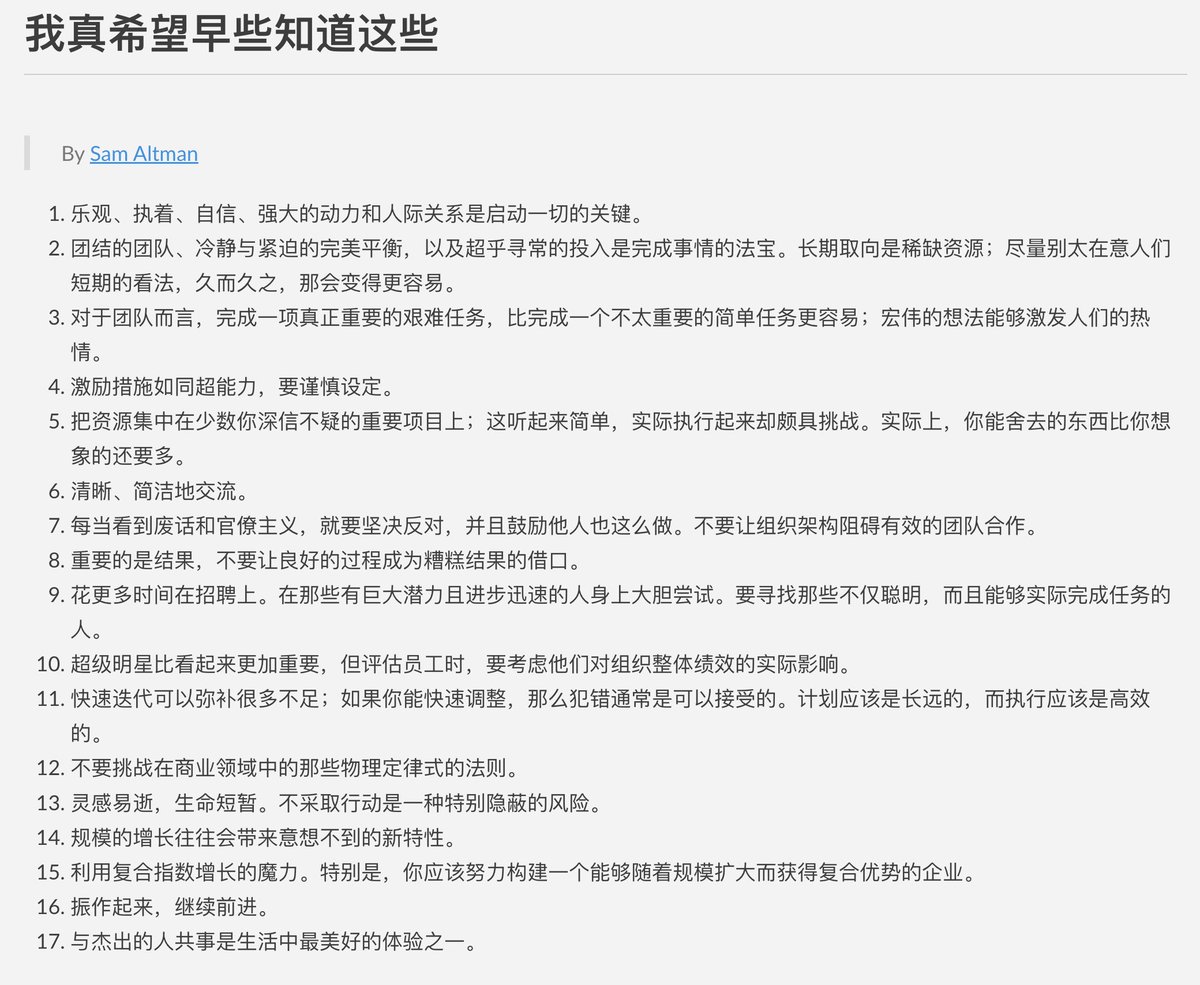 我真希望早些知道这些
By Sam Altman
1. 乐观、执着、自信、强大的动力和人际关系是启动一切的关键。
2. 团结的团队、冷静与紧迫的完美平衡，以及超乎寻常的投入是完成事情的法宝。长期取向是稀缺资源；尽量别太在意人们
短期的看法，久而久之，那会变得更容易。
3. 对于团队而言，完成一项真正重要的艰难任务，比完成一个不太重要的简单任务更容易；宏伟的想法能够激发人们的热
情。
4. 激励措施如同超能力，要谨慎设定。
5. 把资源集中在少数你深信不疑的重要项目上；这听起来简单，实际执行起来却颇具挑战。实际上，你能舍去的东西比你想
象的还要多。
6. 清晰、简洁地交流。
7. 每当看到废话和官僚主义，就要坚决反对，并且鼓励他人也这么做。不要让组织架构阻碍有效的团队合作。
8. 重要的是结果，不要让良好的过程成为糟糕结果的借口。
9. 花更多时间在招聘上。在那些有巨大潜力且进步迅速的人身上大胆尝试。要寻找那些不仅聪明，而且能够实际完成任务的
人。
10. 超级明星比看起来更加重要，但评估员工时，要考虑他们对组织整体绩效的实际影响。
11. 快速迭代可以弥补很多不足；如果你能快速调整，那么犯错通常是可以接受的。计划应该是长远的，而执行应该是高效
的。
12. 不要挑战在商业领域中的那些物理定律式的法则。
13. 灵感易逝，生命短暂。不采取行动是一种特别隐蔽的风险。
14. 规模的增长往往会带来意想不到的新特性。
15. 利用复合指数增长的魔力。特别是，你应该努力构建一个能够随着规模扩大而获得复合优势的企业。
16. 振作起来，继续前进。
17. 与杰出的人共事是生活中最美好的体验之一。